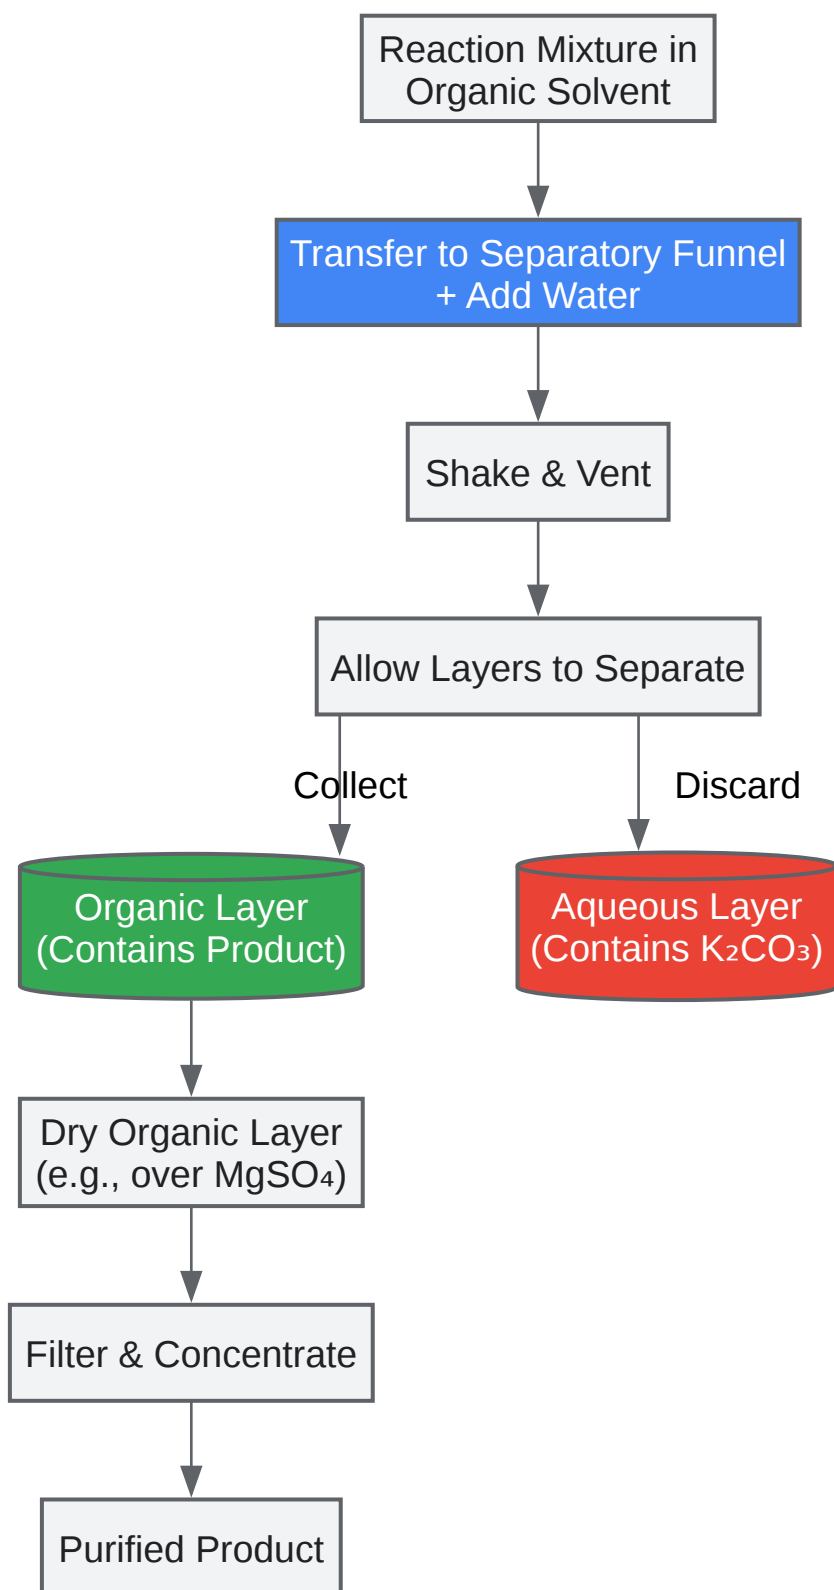 Reaction Mixture in
Organic Solvent
Transfer to Separatory Funnel
+ Add Water
Shake & Vent
Allow Layers to Separate
Collect
Discard
Organic Layer
(Contains Product)
Aqueous Layer
(Contains K₂CO₃)
Dry Organic Layer
(e.g., over MgSO₄)
Filter & Concentrate
Purified Product